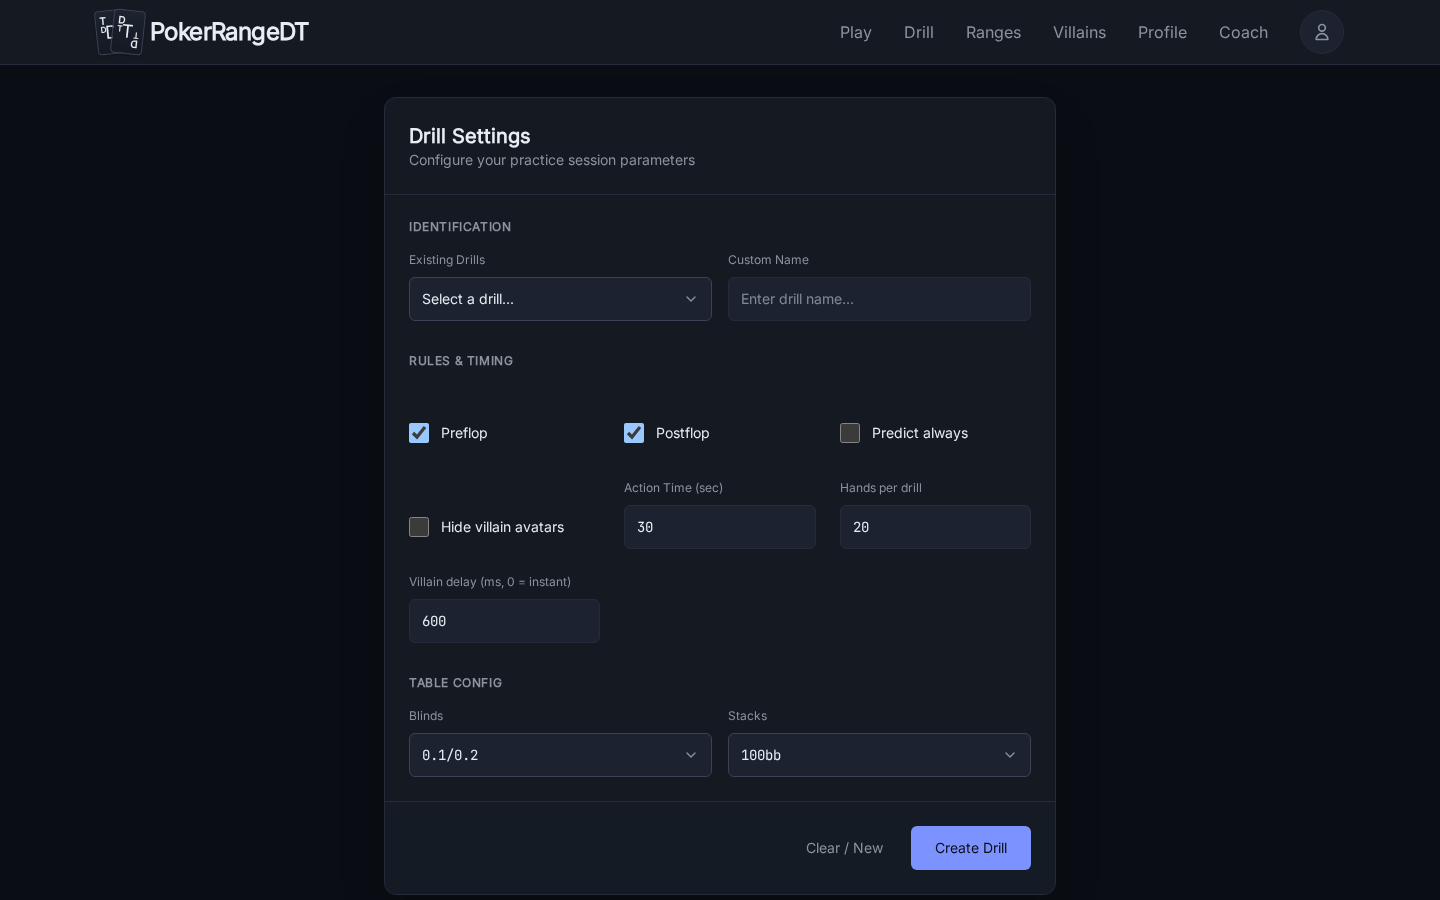 PokerRangeDT
Play
Drill
Ranges
Villains
Profile
Coach
Drill Settings
Configure your practice session parameters
IDENTIFICATION
Existing Drills
Custom Name
Select a drill...
Enter drill name...
RULES & TIMING
Preflop
Postflop
Predict always
Action Time (sec)
Hands per drill
Hide villain avatars
30
20
Villain delay (ms, 0 = instant)
600
TABLE CONFIG
Blinds
Stacks
0.1/0.2
100bb
Clear / New
Create Drill